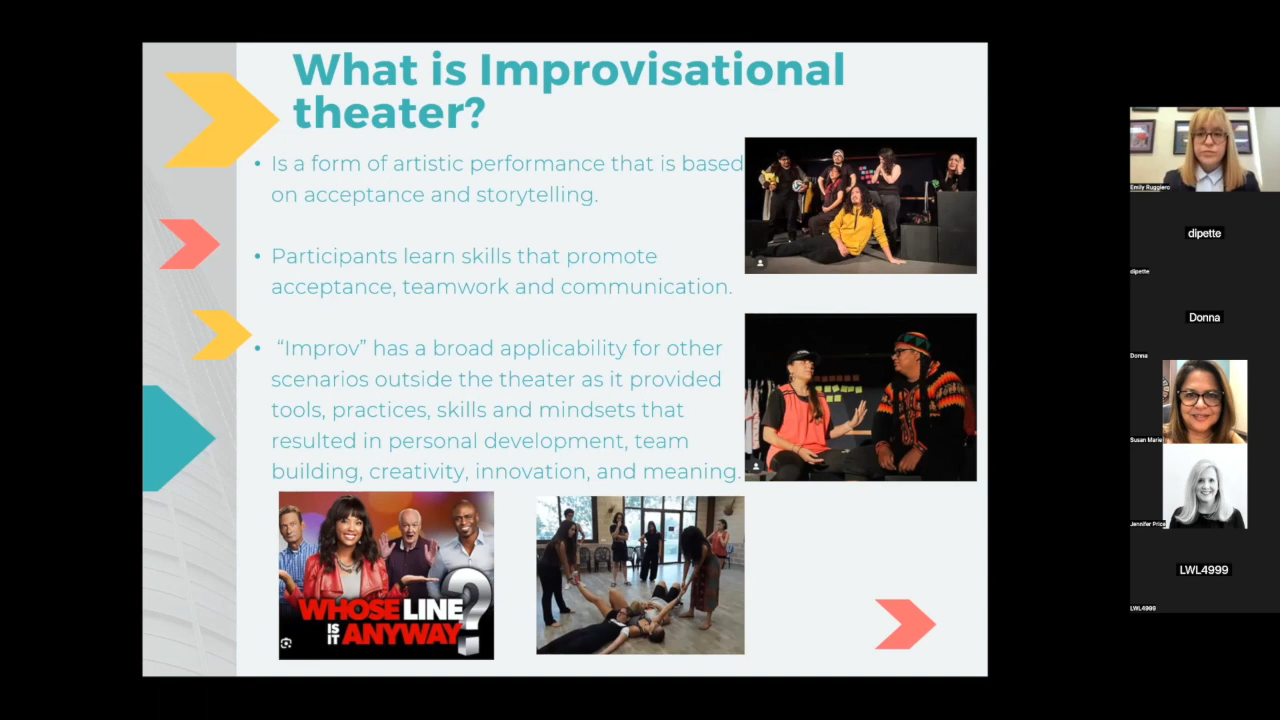 What is Improvisational
theater?
• Is a form of artistic performance that is based
on acceptance and storytelling.
• Participants learn skills that promote
acceptance, teamwork and communication.
• “Improv” has a broad applicability for other
scenarios outside the theater as it provided
tools, practices, skills and mindsets that
resulted in personal development, team
building, creativity, innovation, and meaning.
WHOSE LINE
IS IT ANYWAY?
Emily Ruggiero
dipette
dipette
Donna
Donna
Susan Marie
Jennifer Price
LWL4999
LWL4999